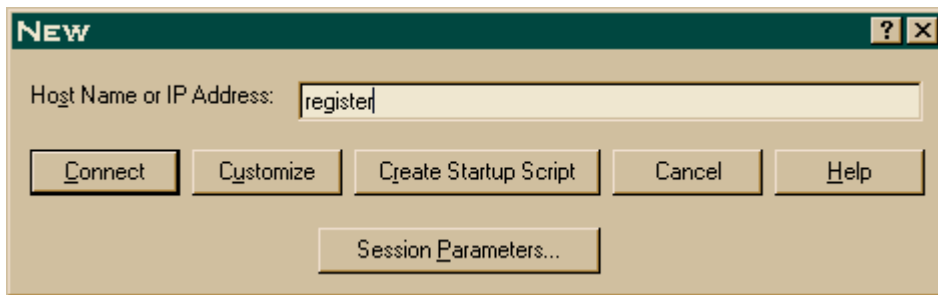 NEW
? X
Host Name or IP Address: register
Connect Customize Create Startup Script Cancel Help
Session Parameters...